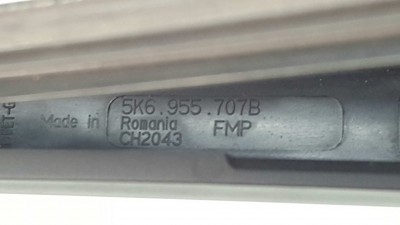 5K6.955.707B
Made in Romania FMP
CH2043